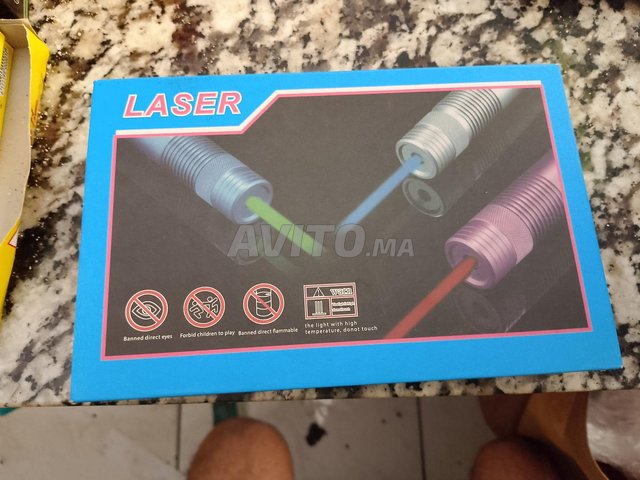 LASER
AVITO.MA
Banned direct eyes
Forbid children to play
Banned direct flammable
warn
the light with high
temperature, donot touch